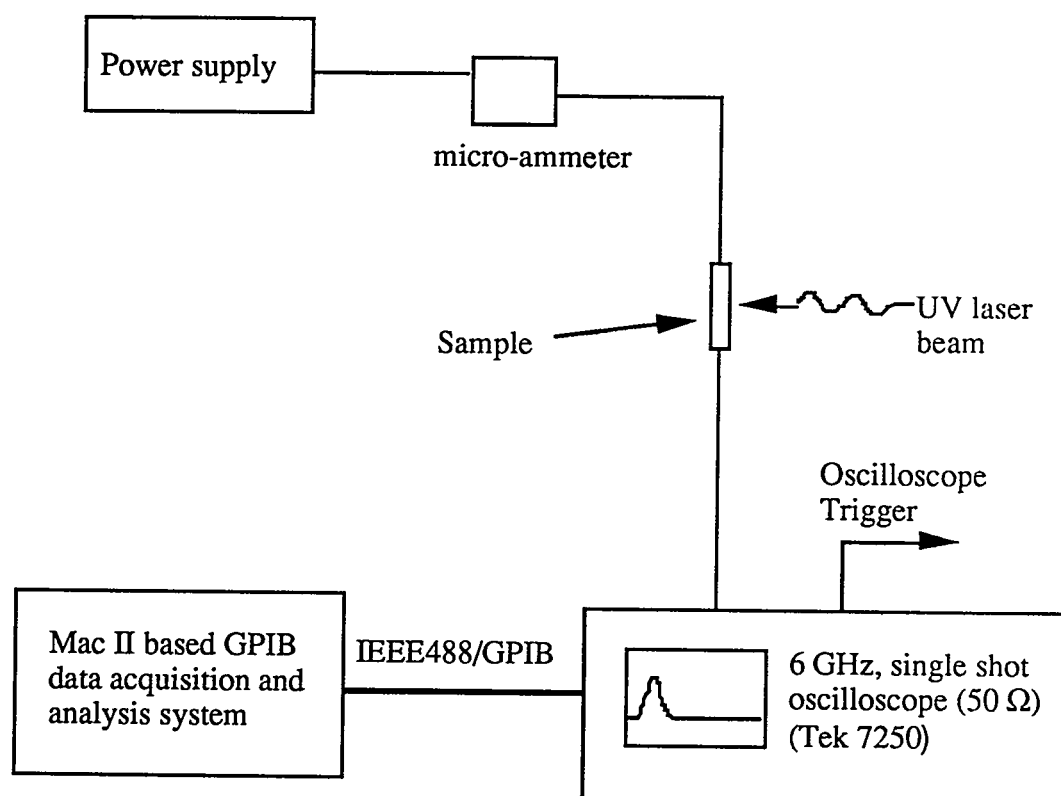 Power supply
micro-ammeter
Sample
UV laser
beam
Oscilloscope
Trigger
Mac II based GPIB
data acquisition and
analysis system
IEEE488/GPIB
6 GHz, single shot
oscilloscope (50 Ω)
(Tek 7250)